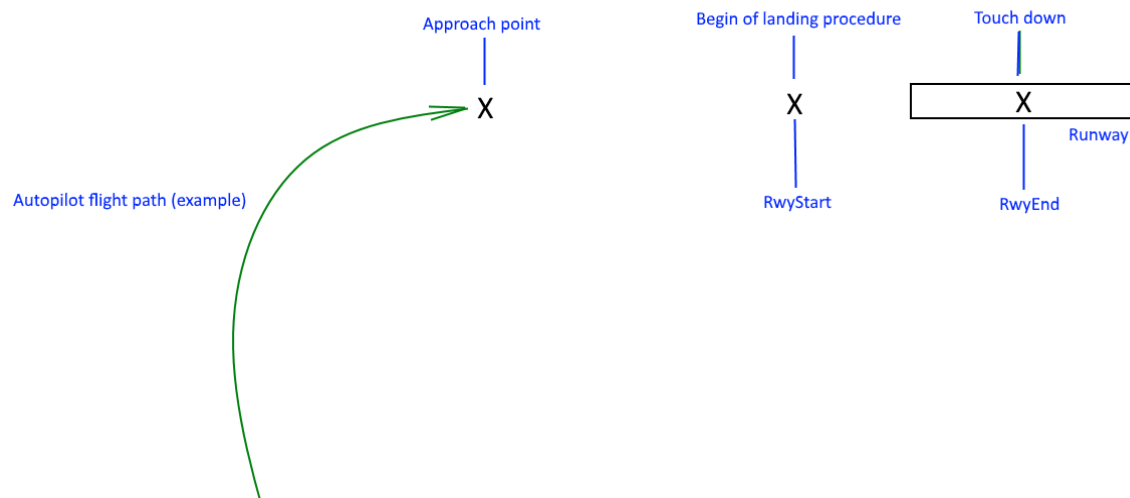 Begin of landing procedure
Touch down
Approach point
X
X
X
Runway
Autopilot flight path (example)
RwyStart
RwyEnd